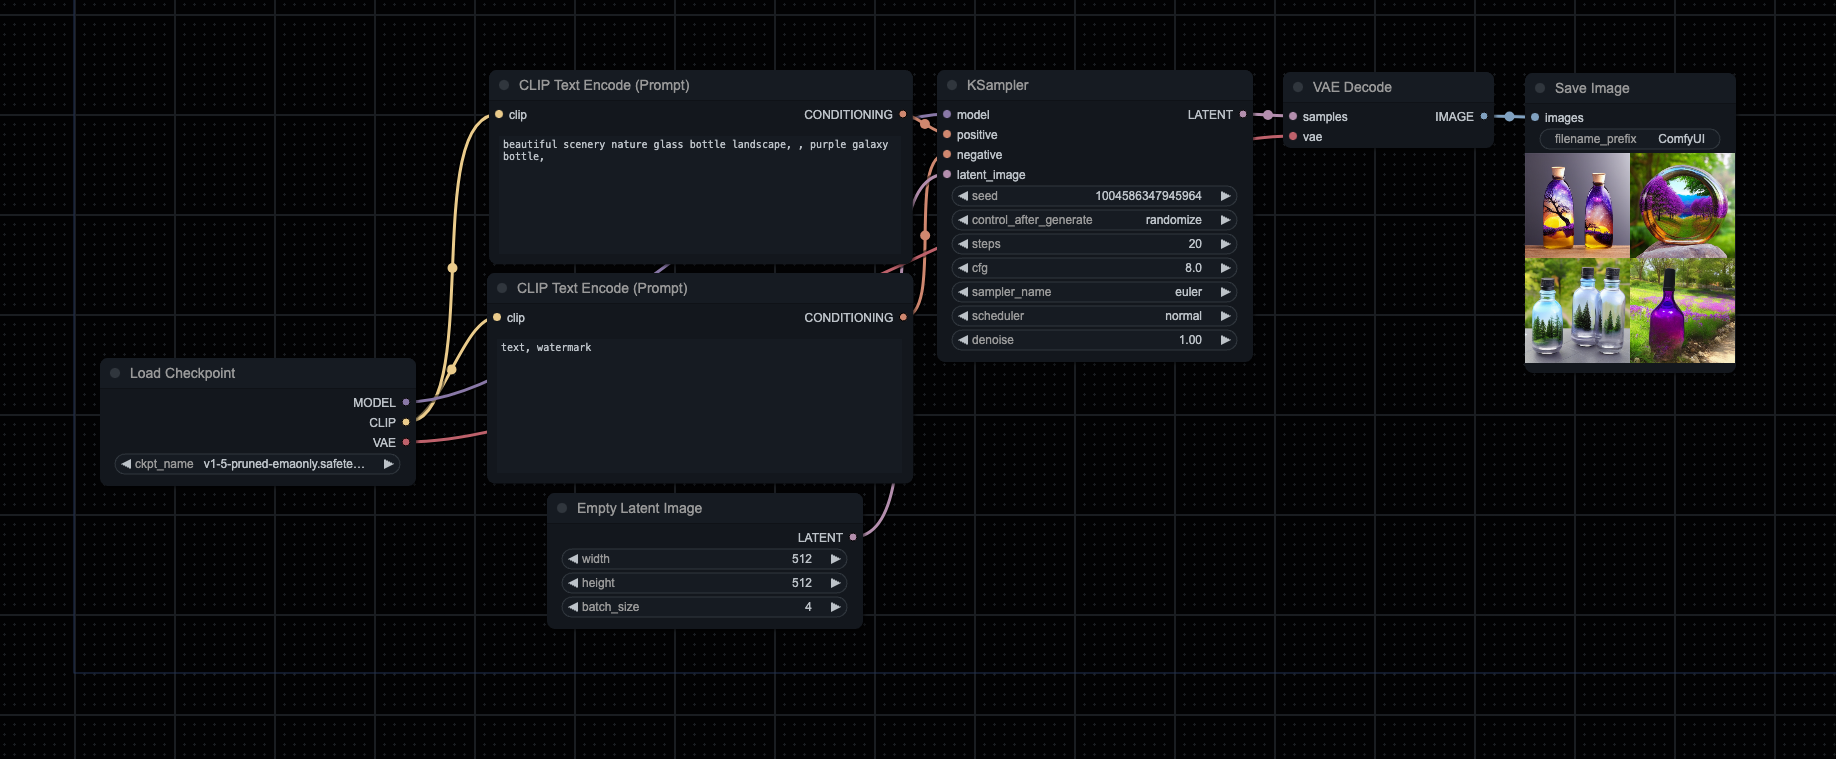 CLIP Text Encode (Prompt)
clip
CONDITIONING
beautiful scenery nature glass bottle landscape, , purple galaxy
bottle,
CLIP Text Encode (Prompt)
clip
CONDITIONING
text, watermark
Load Checkpoint
MODEL
CLIP
VAE
ckpt_name v1-5-pruned-emaonly.safete...
Empty Latent Image
LATENT
width 512
height 512
batch_size 4
KSampler
model
LATENT
positive
negative
latent_image
seed 1004586347945964
control_after_generate randomize
steps 20
cfg 8.0
sampler_name euler
scheduler normal
denoise 1.00
VAE Decode
samples
IMAGE
vae
Save Image
images
filename_prefix ComfyUI